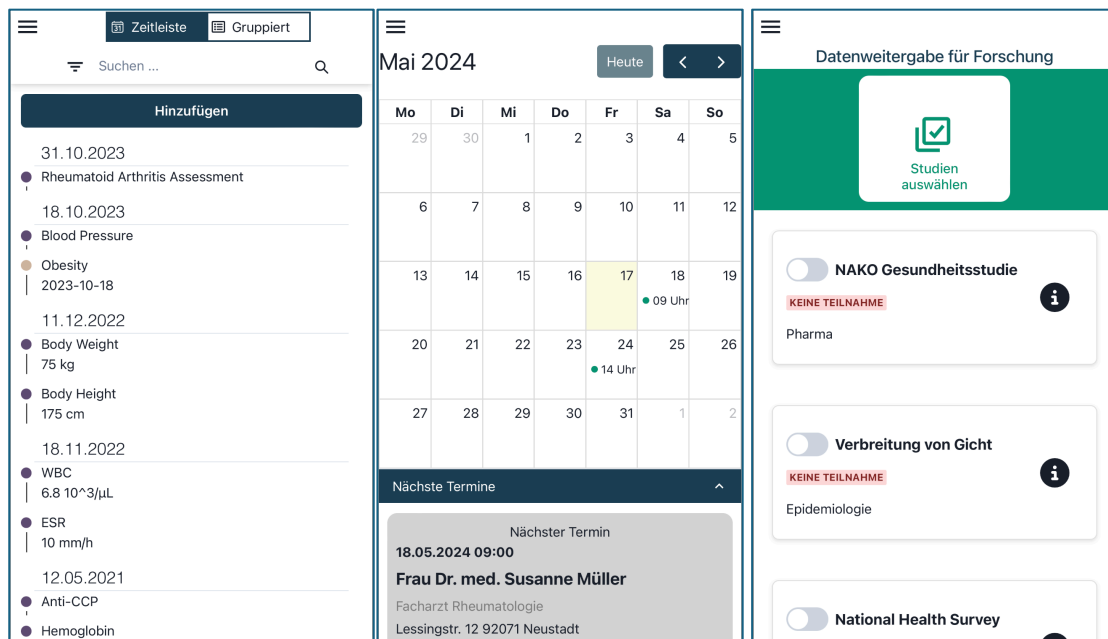 Zeitleiste
Gruppiert
Suchen ...
Hinzufügen
31.10.2023
Rheumatoid Arthritis Assessment
18.10.2023
Blood Pressure
Obesity
2023-10-18
11.12.2022
Body Weight
75 kg
Body Height
175 cm
18.11.2022
WBC
6.8 10^3/µL
ESR
10 mm/h
12.05.2021
Anti-CCP
Hemoglobin
Mai 2024
Heute
Mo Di Mi Do Fr Sa So
29 30 1 2 3 4 5
6 7 8 9 10 11 12
13 14 15 16 17 18 19
09 Uhr
20 21 22 23 24 25 26
14 Uhr
27 28 29 30 31 1 2
Nächste Termine
Nächster Termin
18.05.2024 09:00
Frau Dr. med. Susanne Müller
Facharzt Rheumatologie
Lessingstr. 12 92071 Neustadt
Datenweitergabe für Forschung
Studien
auswählen
NAKO Gesundheitsstudie
KEINE TEILNAHME
Pharma
Verbreitung von Gicht
KEINE TEILNAHME
Epidemiologie
National Health Survey